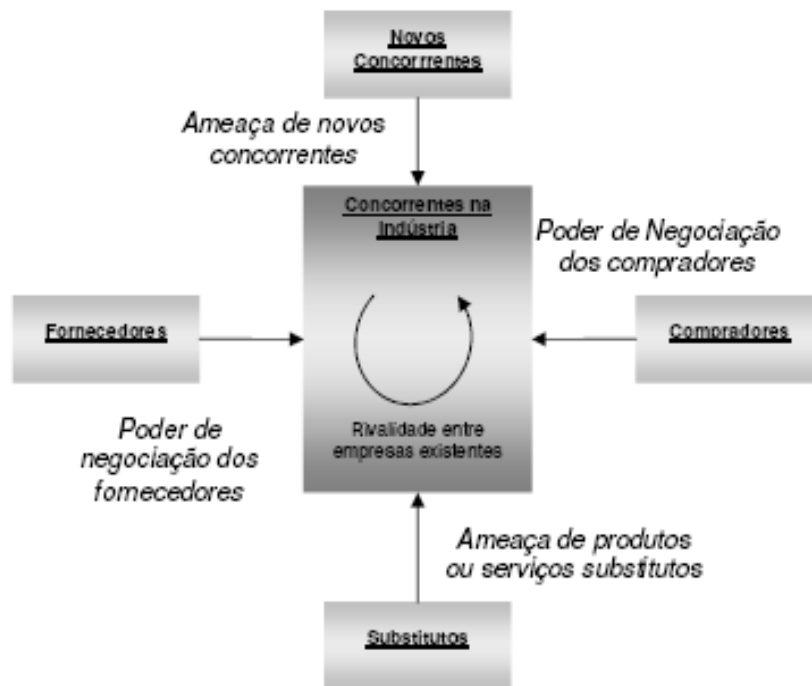 Novos
Concorrrentes
Ameaça de novos
concorrentes
Concorrentes na
Indústria
Poder de Negociação
dos compradores
Fornecedores
Compradores
Poder de
negociação dos
fornecedores
Rivalidade entre
empresas existentes
Ameaça de produtos
ou serviços substitutos
Substitutos